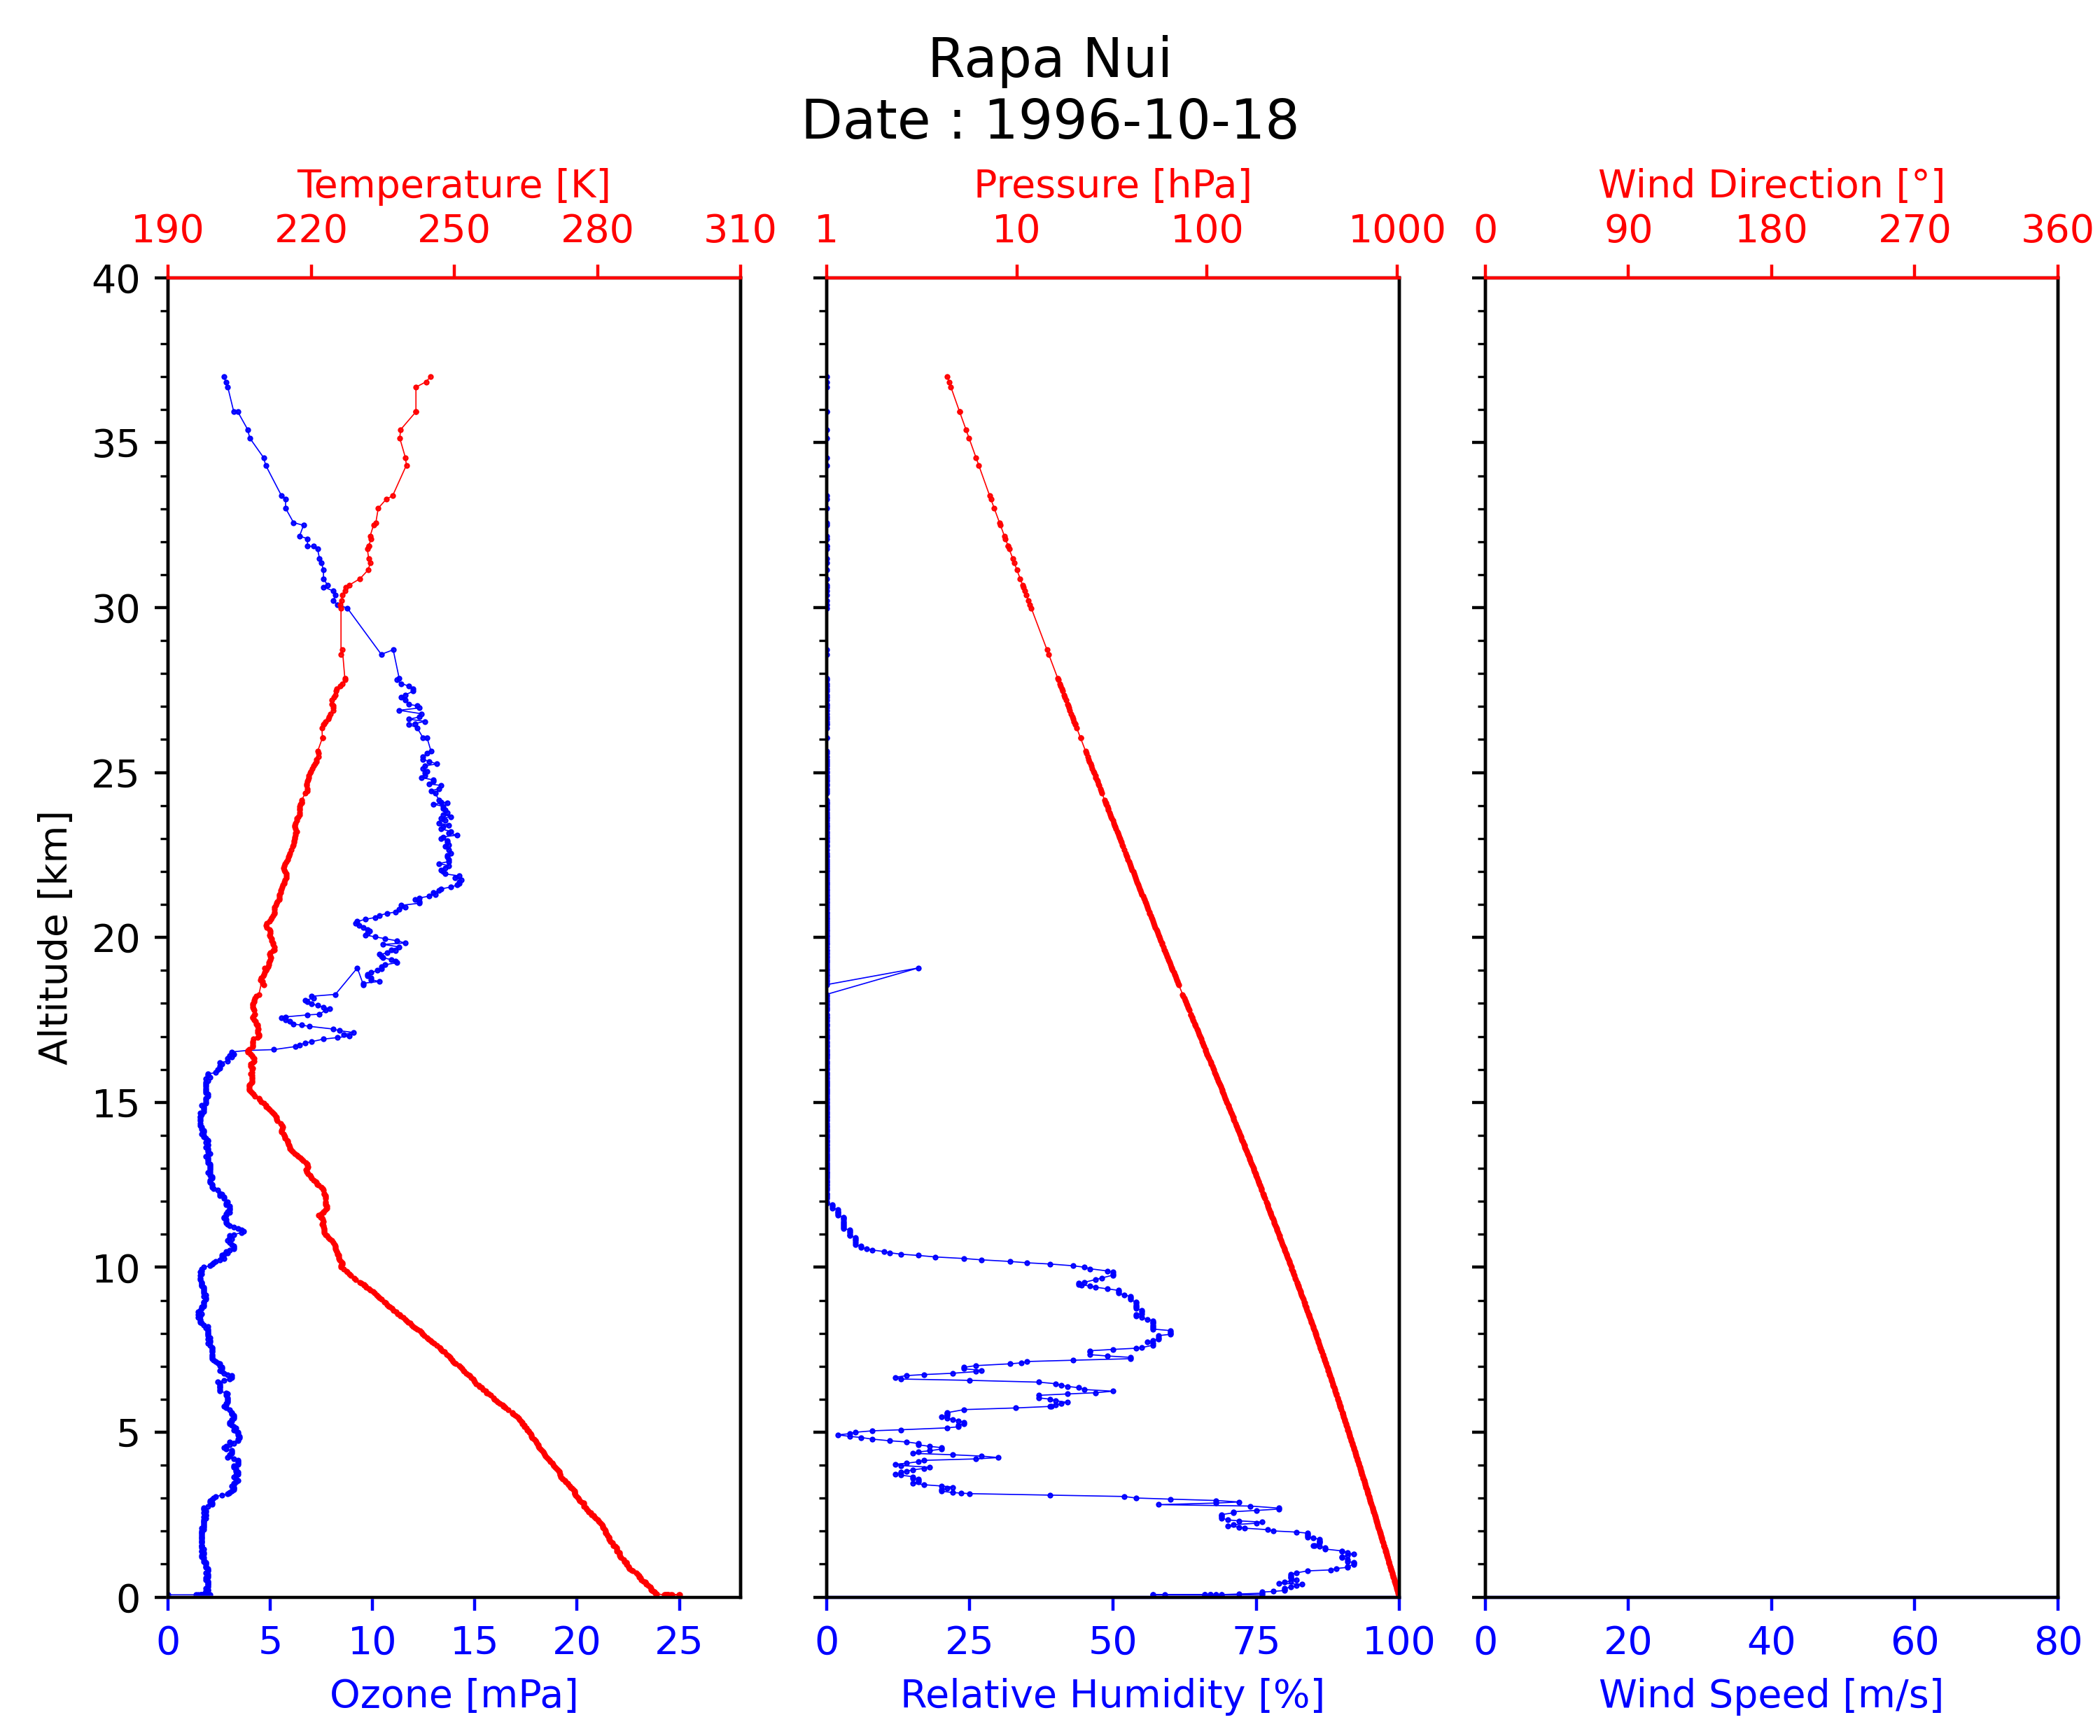 Rapa Nui
Date : 1996-10-18
Temperature [K]
190 220 250 280 310
Pressure [hPa]
1 10 100 1000
Wind Direction [°]
0 90 180 270 360
Altitude [km]
40
35
30
25
20
15
10
5
0
0 5 10 15 20 25
Ozone [mPa]
0 25 50 75 100
Relative Humidity [%]
0 20 40 60 80
Wind Speed [m/s]